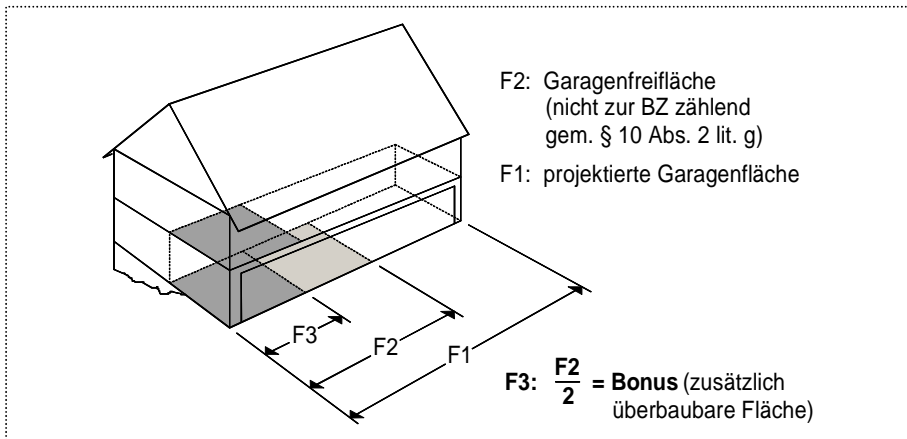 F2: Garagenfreifläche
(nicht zur BZ zählend
gem. § 10 Abs. 2 lit. g)
F1: projektierte Garagenfläche
F3
F2
F1
F3: F2/2 = Bonus (zusätzlich
überbaubare Fläche)